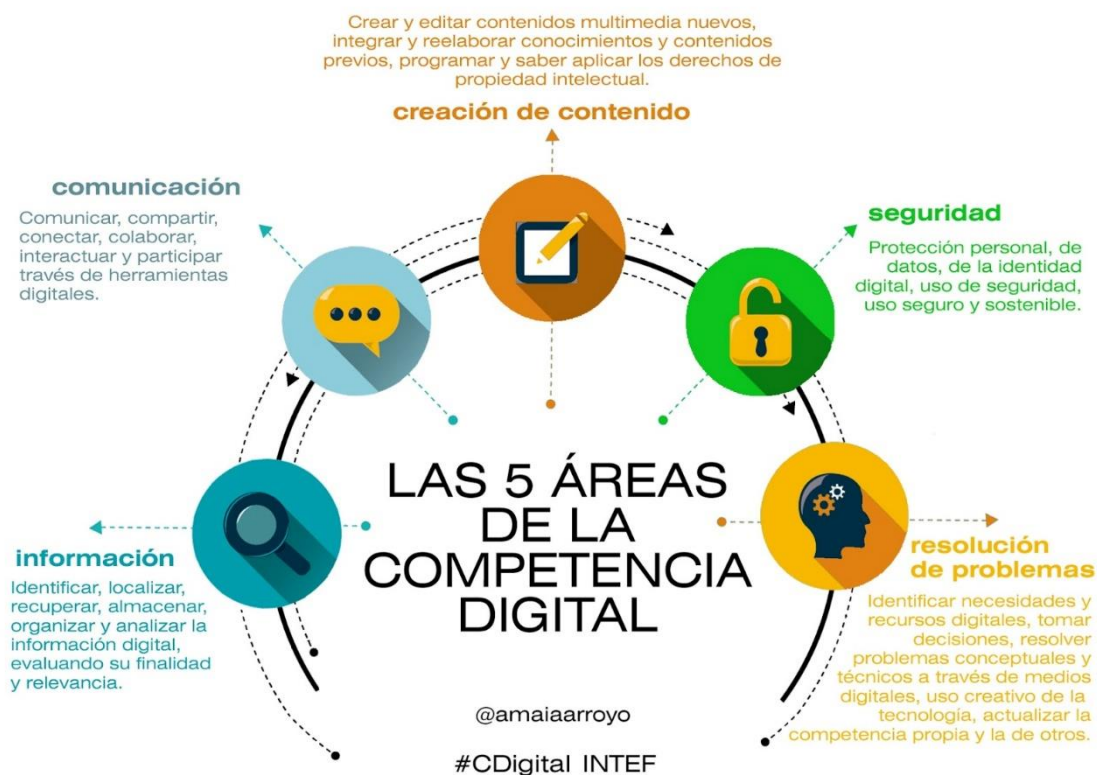 Crear y editar contenidos multimedia nuevos,
integrar y reelaborar conocimientos y contenidos
previos, programar y saber aplicar los derechos de
propiedad intelectual.
creación de contenido
comunicación
Comunicar, compartir,
conectar, colaborar,
interactuar y participar
través de herramientas
digitales.
seguridad
Protección personal, de
datos, de la identidad
digital, uso de seguridad,
uso seguro y sostenible.
LAS 5 ÁREAS
DE LA
COMPETENCIA
DIGITAL
información
Identificar, localizar,
recuperar, almacenar,
organizar y analizar la
información digital,
evaluando su finalidad
y relevancia.
resolución
de problemas
Identificar necesidades y
recursos digitales, tomar
decisiones, resolver
problemas conceptuales y
técnicos a través de medios
digitales, uso creativo de la
tecnología, actualizar la
competencia propia y la de otros.
@amaiaarroyo
#CDigital INTEF